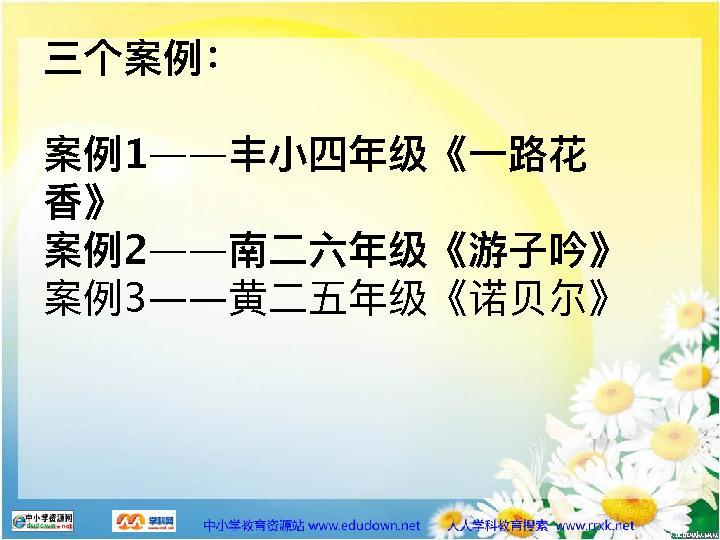 三个案例：
案例1——丰小四年级《一路花
香》
案例2——南二六年级《游子吟》
案例3——黄二五年级《诺贝尔》
中小学资源网
edudown.net
学科网
中小学教育资源站 www.edudown.net 人人学科教育搜索 www.rrxk.net